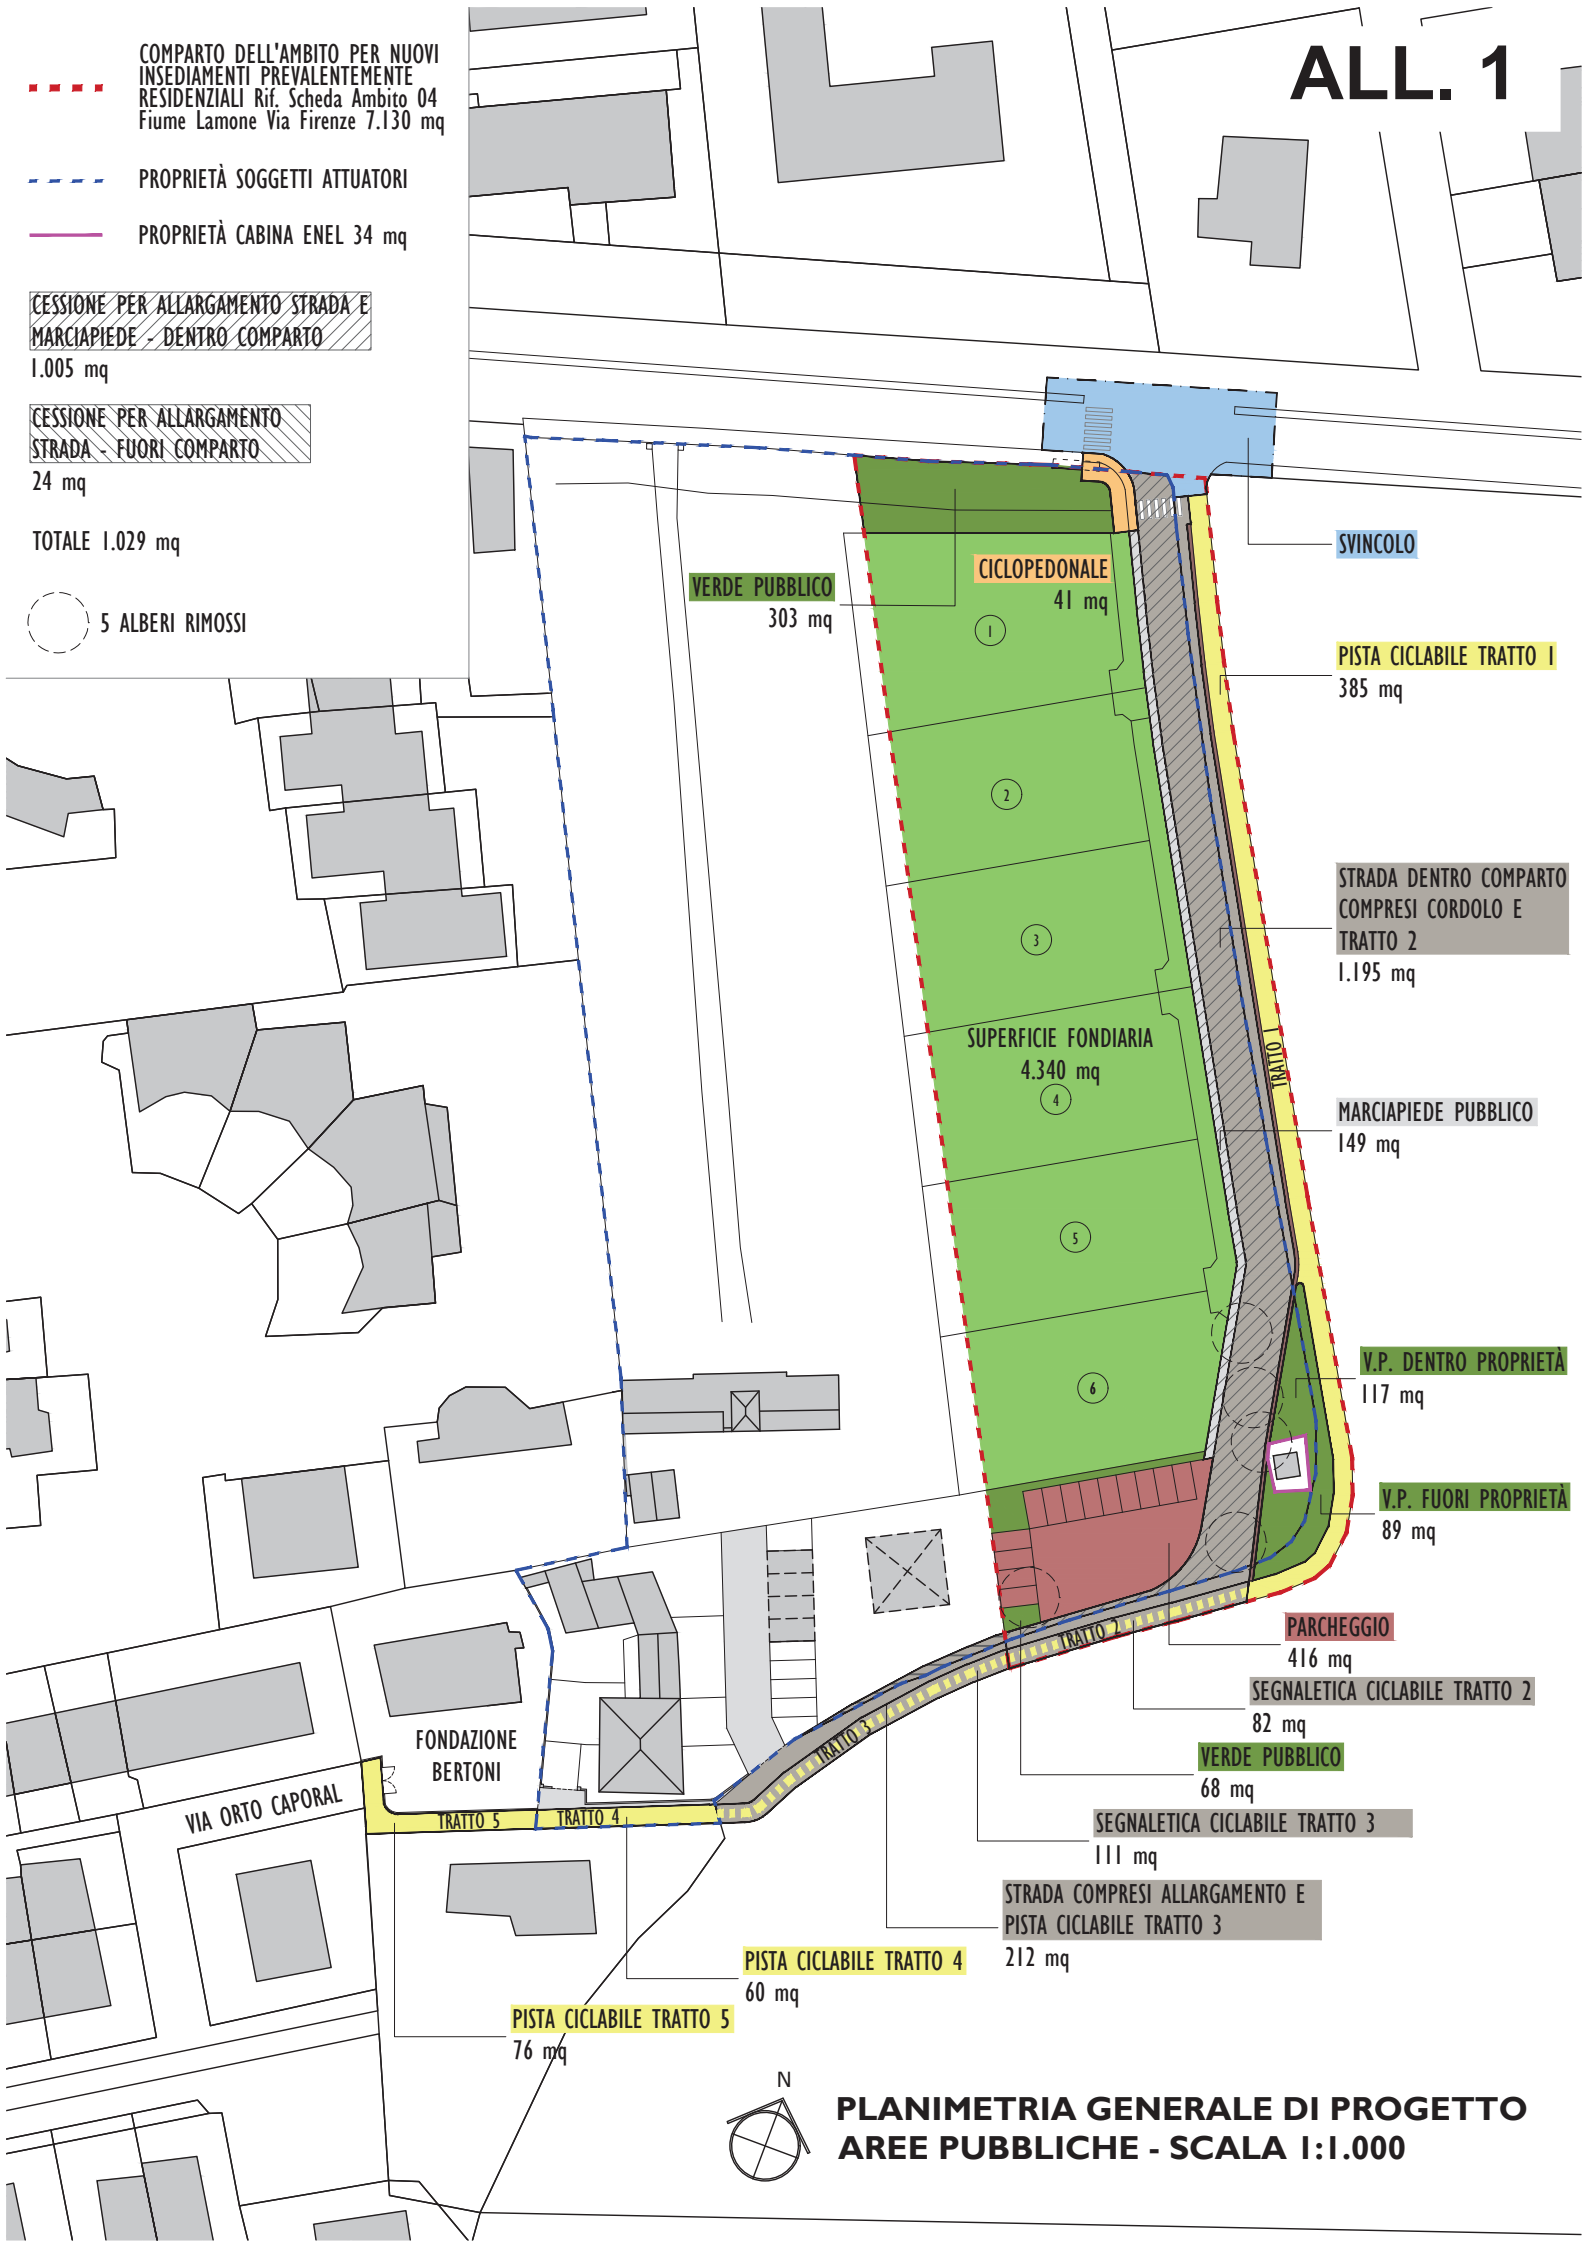 COMPARTO DELL'AMBITO PER NUOVI
INSEDIAMENTI PREVALENTEMENTE
RESIDENZIALI Rif. Scheda Ambito 04
Fiume Lamone Via Firenze 7.130 mq
PROPRIETÀ SOGGETTI ATTUATORI
PROPRIETÀ CABINA ENEL 34 mq
CESSIONE PER ALLARGAMENTO STRADA E
MARCIAPIEDE - DENTRO COMPARTO
1.005 mq
CESSIONE PER ALLARGAMENTO
STRADA - FUORI COMPARTO
24 mq
TOTALE 1.029 mq
5 ALBERI RIMOSSI
ALL. 1
SVINCOLO
VERDE PUBBLICO
303 mq
CICLOPEDONALE
41 mq
1
PISTA CICLABILE TRATTO 1
385 mq
2
STRADA DENTRO COMPARTO
COMPRESI CORDOLO E
TRATTO 2
1.195 mq
3
SUPERFICIE FONDIARIA
4.340 mq
4
TRATTO 1
MARCIAPIEDE PUBBLICO
149 mq
5
6
V.P. DENTRO PROPRIETÀ
117 mq
V.P. FUORI PROPRIETÀ
89 mq
PARCHEGGIO
416 mq
TRATTO 2
SEGNALETICA CICLABILE TRATTO 2
82 mq
VERDE PUBBLICO
68 mq
TRATTO 3
FONDAZIONE
BERTONI
VIA ORTO CAPORAL
TRATTO 5
TRATTO 4
SEGNALETICA CICLABILE TRATTO 3
111 mq
STRADA COMPRESI ALLARGAMENTO E
PISTA CICLABILE TRATTO 3
212 mq
PISTA CICLABILE TRATTO 4
60 mq
PISTA CICLABILE TRATTO 5
76 mq
N
PLANIMETRIA GENERALE DI PROGETTO
AREE PUBBLICHE - SCALA 1:1.000